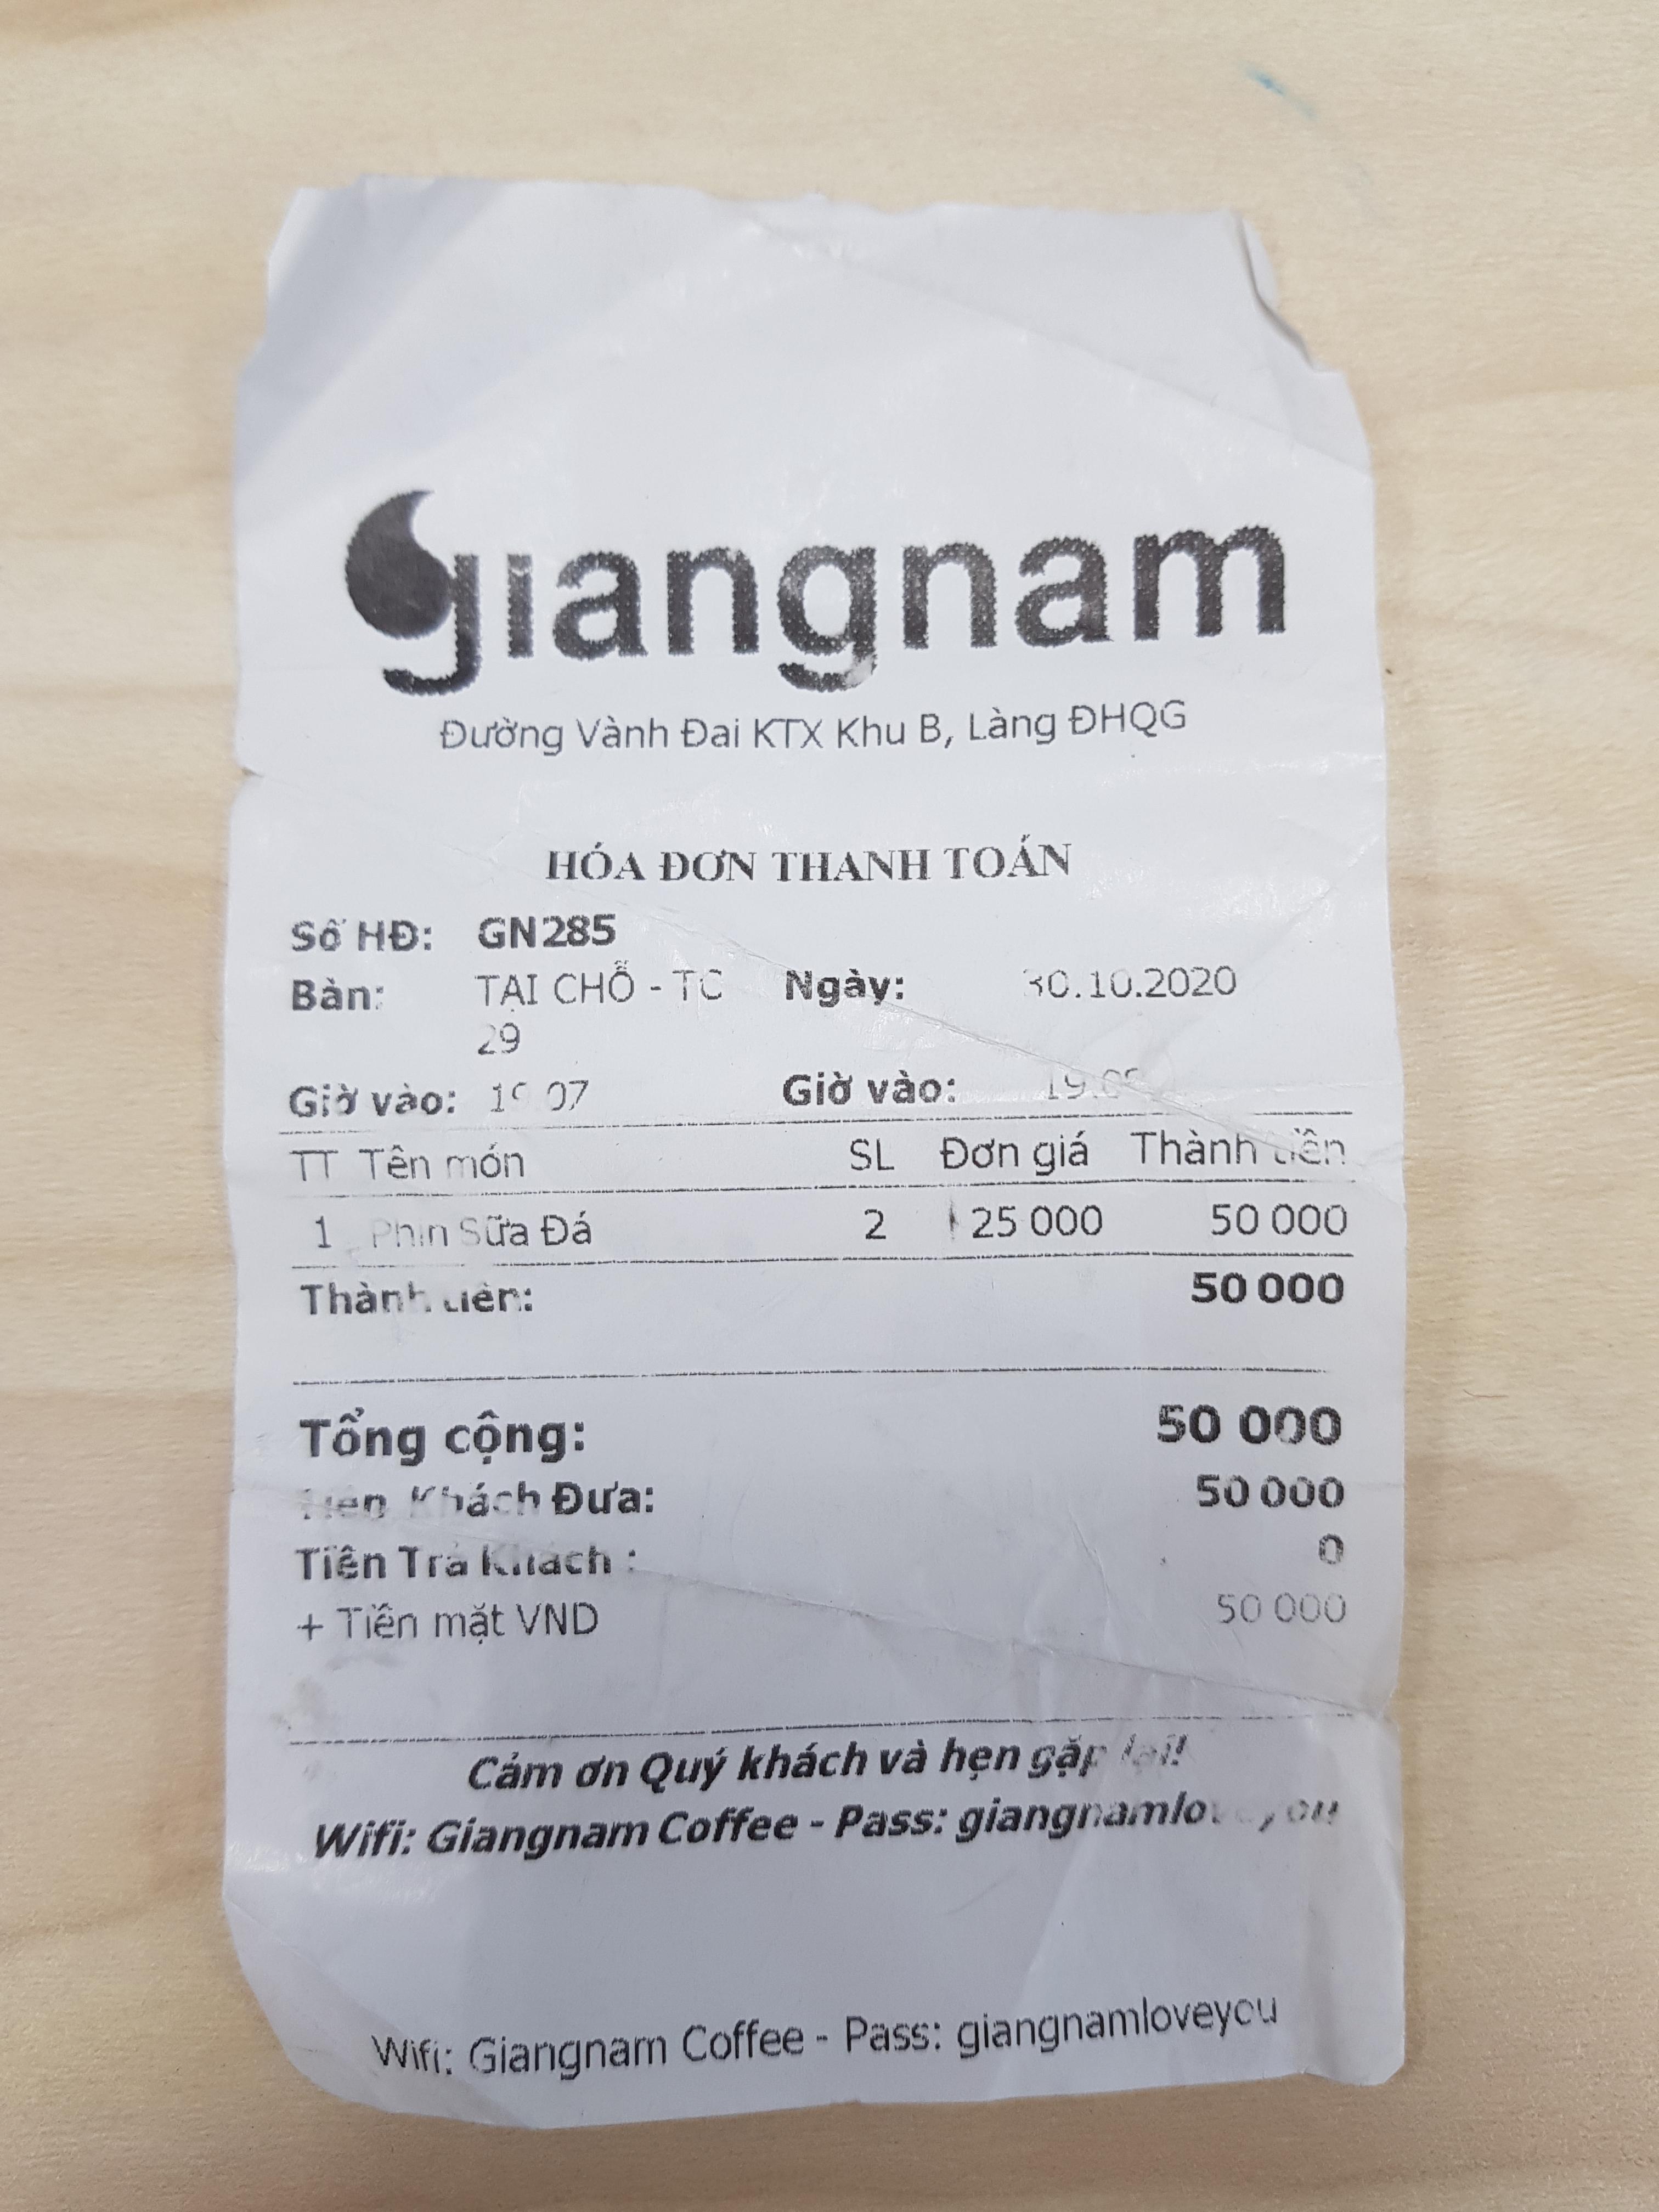 giangnam
Đường Vành Đai KTX Khu B, Làng ĐHQG
HÓA ĐƠN THANH TOÁN
Số HĐ: GN285
Bàn: TẠI CHỖ - TC 29 Ngày: 30.10.2020
Giờ vào: Giờ vào:
TT Tên món SL Đơn giá Thành tiền
1 Phin Sữa Đá 2 25 000 50 000
Thành tiền: 50 000
Tổng cộng: 50 000
Tiền Khách Đưa: 50 000
Tiền Trả Khách : 0
+ Tiền mặt VND 50 000
Cảm ơn Quý khách và hẹn gặp lại!
Wifi: Giangnam Coffee - Pass: giangnamloveyou
Wifi: Giangnam Coffee - Pass: giangnamloveyou